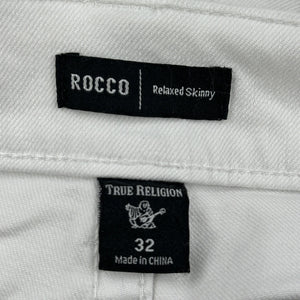 ROCCO | Relaxed Skinny
TRUE RELIGION
32
Made in CHINA